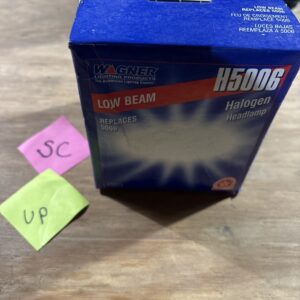 LOW BEAM
REPLACES 5006
FEU DE CROISEMENT
REMPLACE 5006
LUCES BAJAS
REEMPLAZA A 5006
WAGNER
LIGHTING PRODUCTS
H5006
LOW BEAM
Halogen
Headlamp
REPLACES
5006
SC
UP